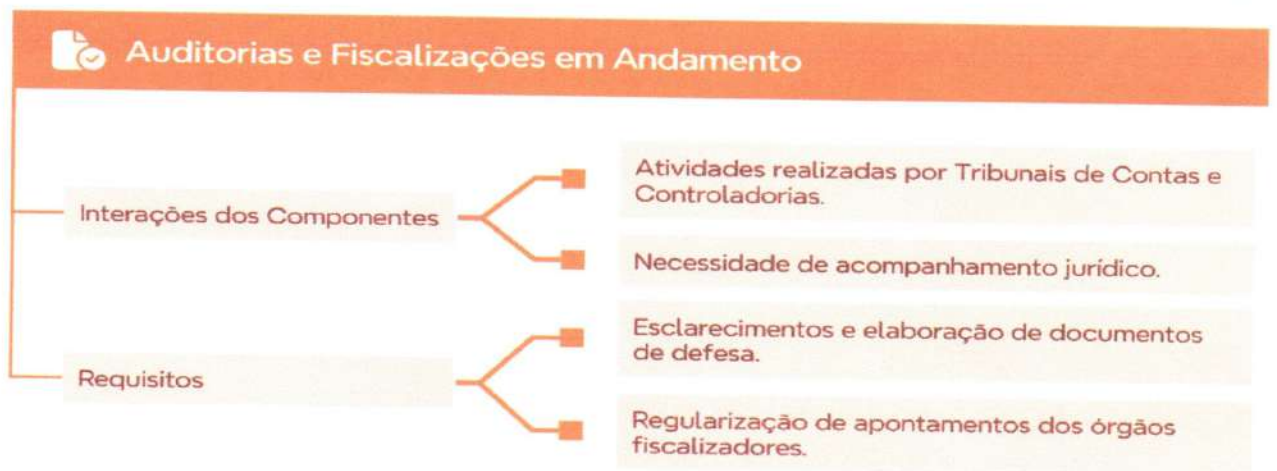 Auditorias e Fiscalizações em Andamento
Interações dos Componentes
Atividades realizadas por Tribunais de Contas e
Controladorias.
Necessidade de acompanhamento jurídico.
Requisitos
Esclarecimentos e elaboração de documentos
de defesa.
Regularização de apontamentos dos órgãos
fiscalizadores.